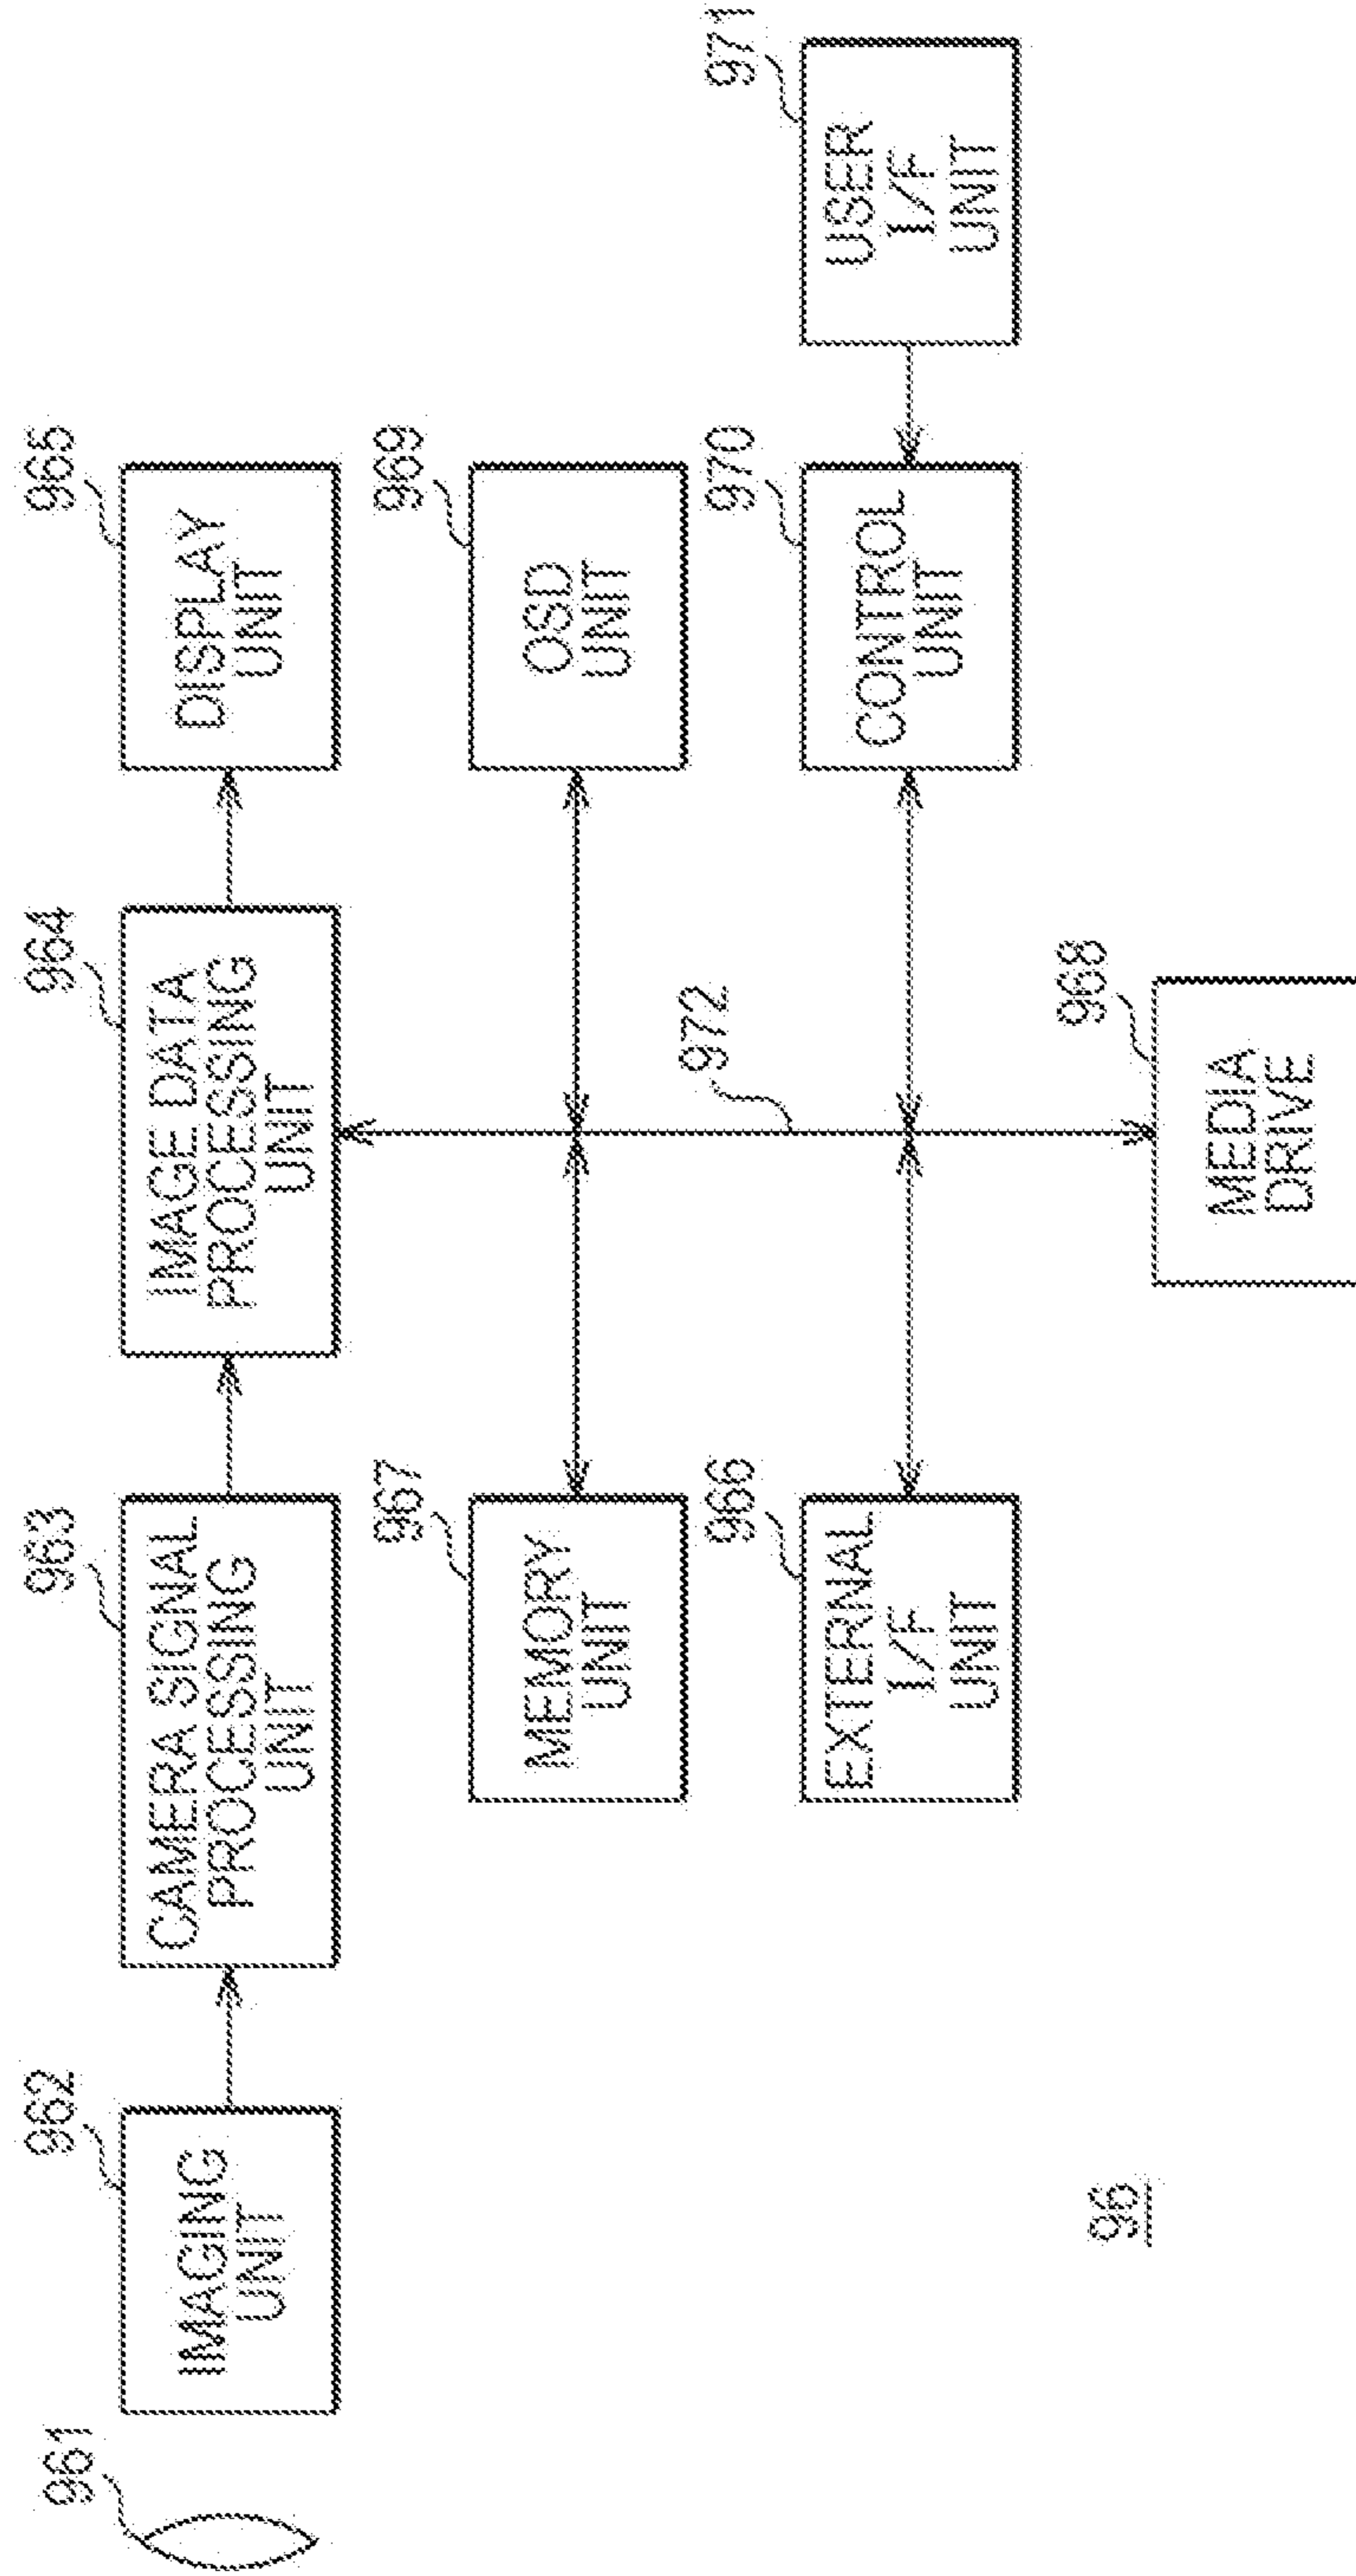 961
962
IMAGING
UNIT
963
CAMERA SIGNAL
PROCESSING
UNIT
964
IMAGE DATA
PROCESSING
UNIT
965
DISPLAY
UNIT
967
MEMORY
UNIT
969
OSD
UNIT
966
EXTERNAL
I/F
UNIT
972
970
CONTROL
UNIT
971
USER
I/F
UNIT
968
MEDIA
DRIVE
96